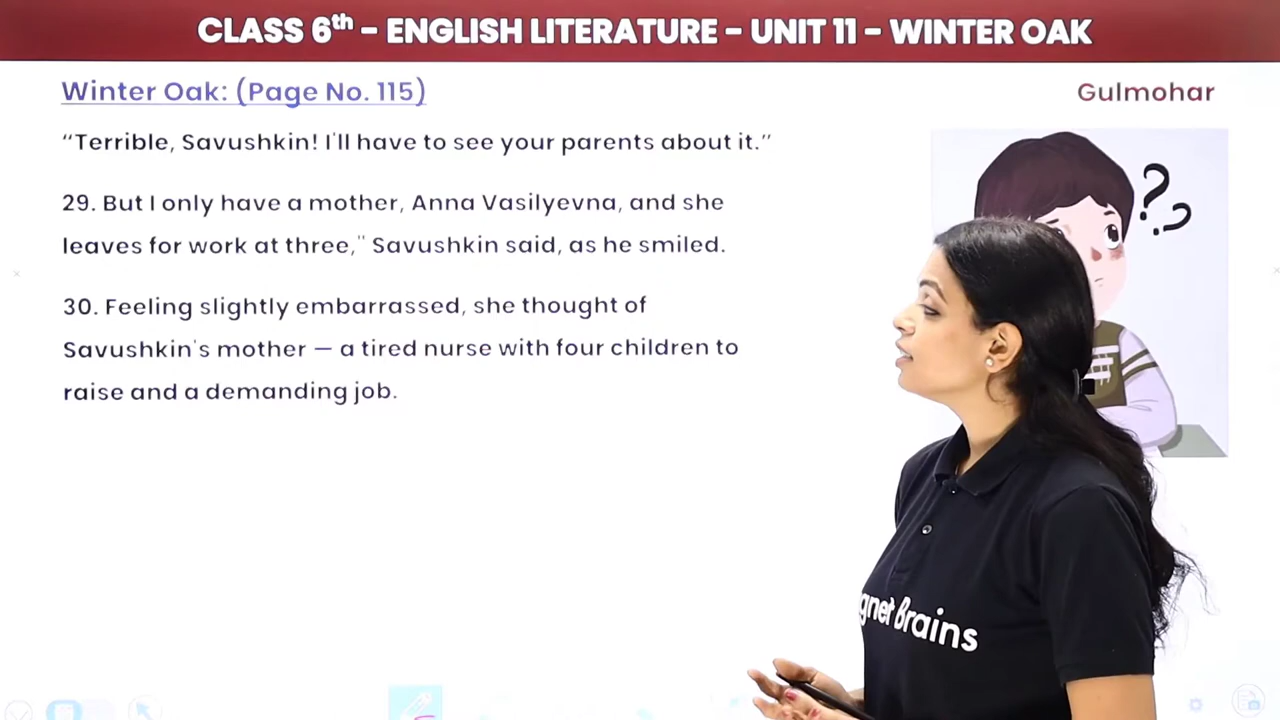 CLASS 6th – ENGLISH LITERATURE – UNIT 11 – WINTER OAK
Winter Oak: (Page No. 115)
Gulmohar
“Terrible, Savushkin! I'll have to see your parents about it.”
29. But I only have a mother, Anna Vasilyevna, and she
leaves for work at three," Savushkin said, as he smiled.
30. Feeling slightly embarrassed, she thought of
Savushkin's mother — a tired nurse with four children to
raise and a demanding job.
??
gnet Brains